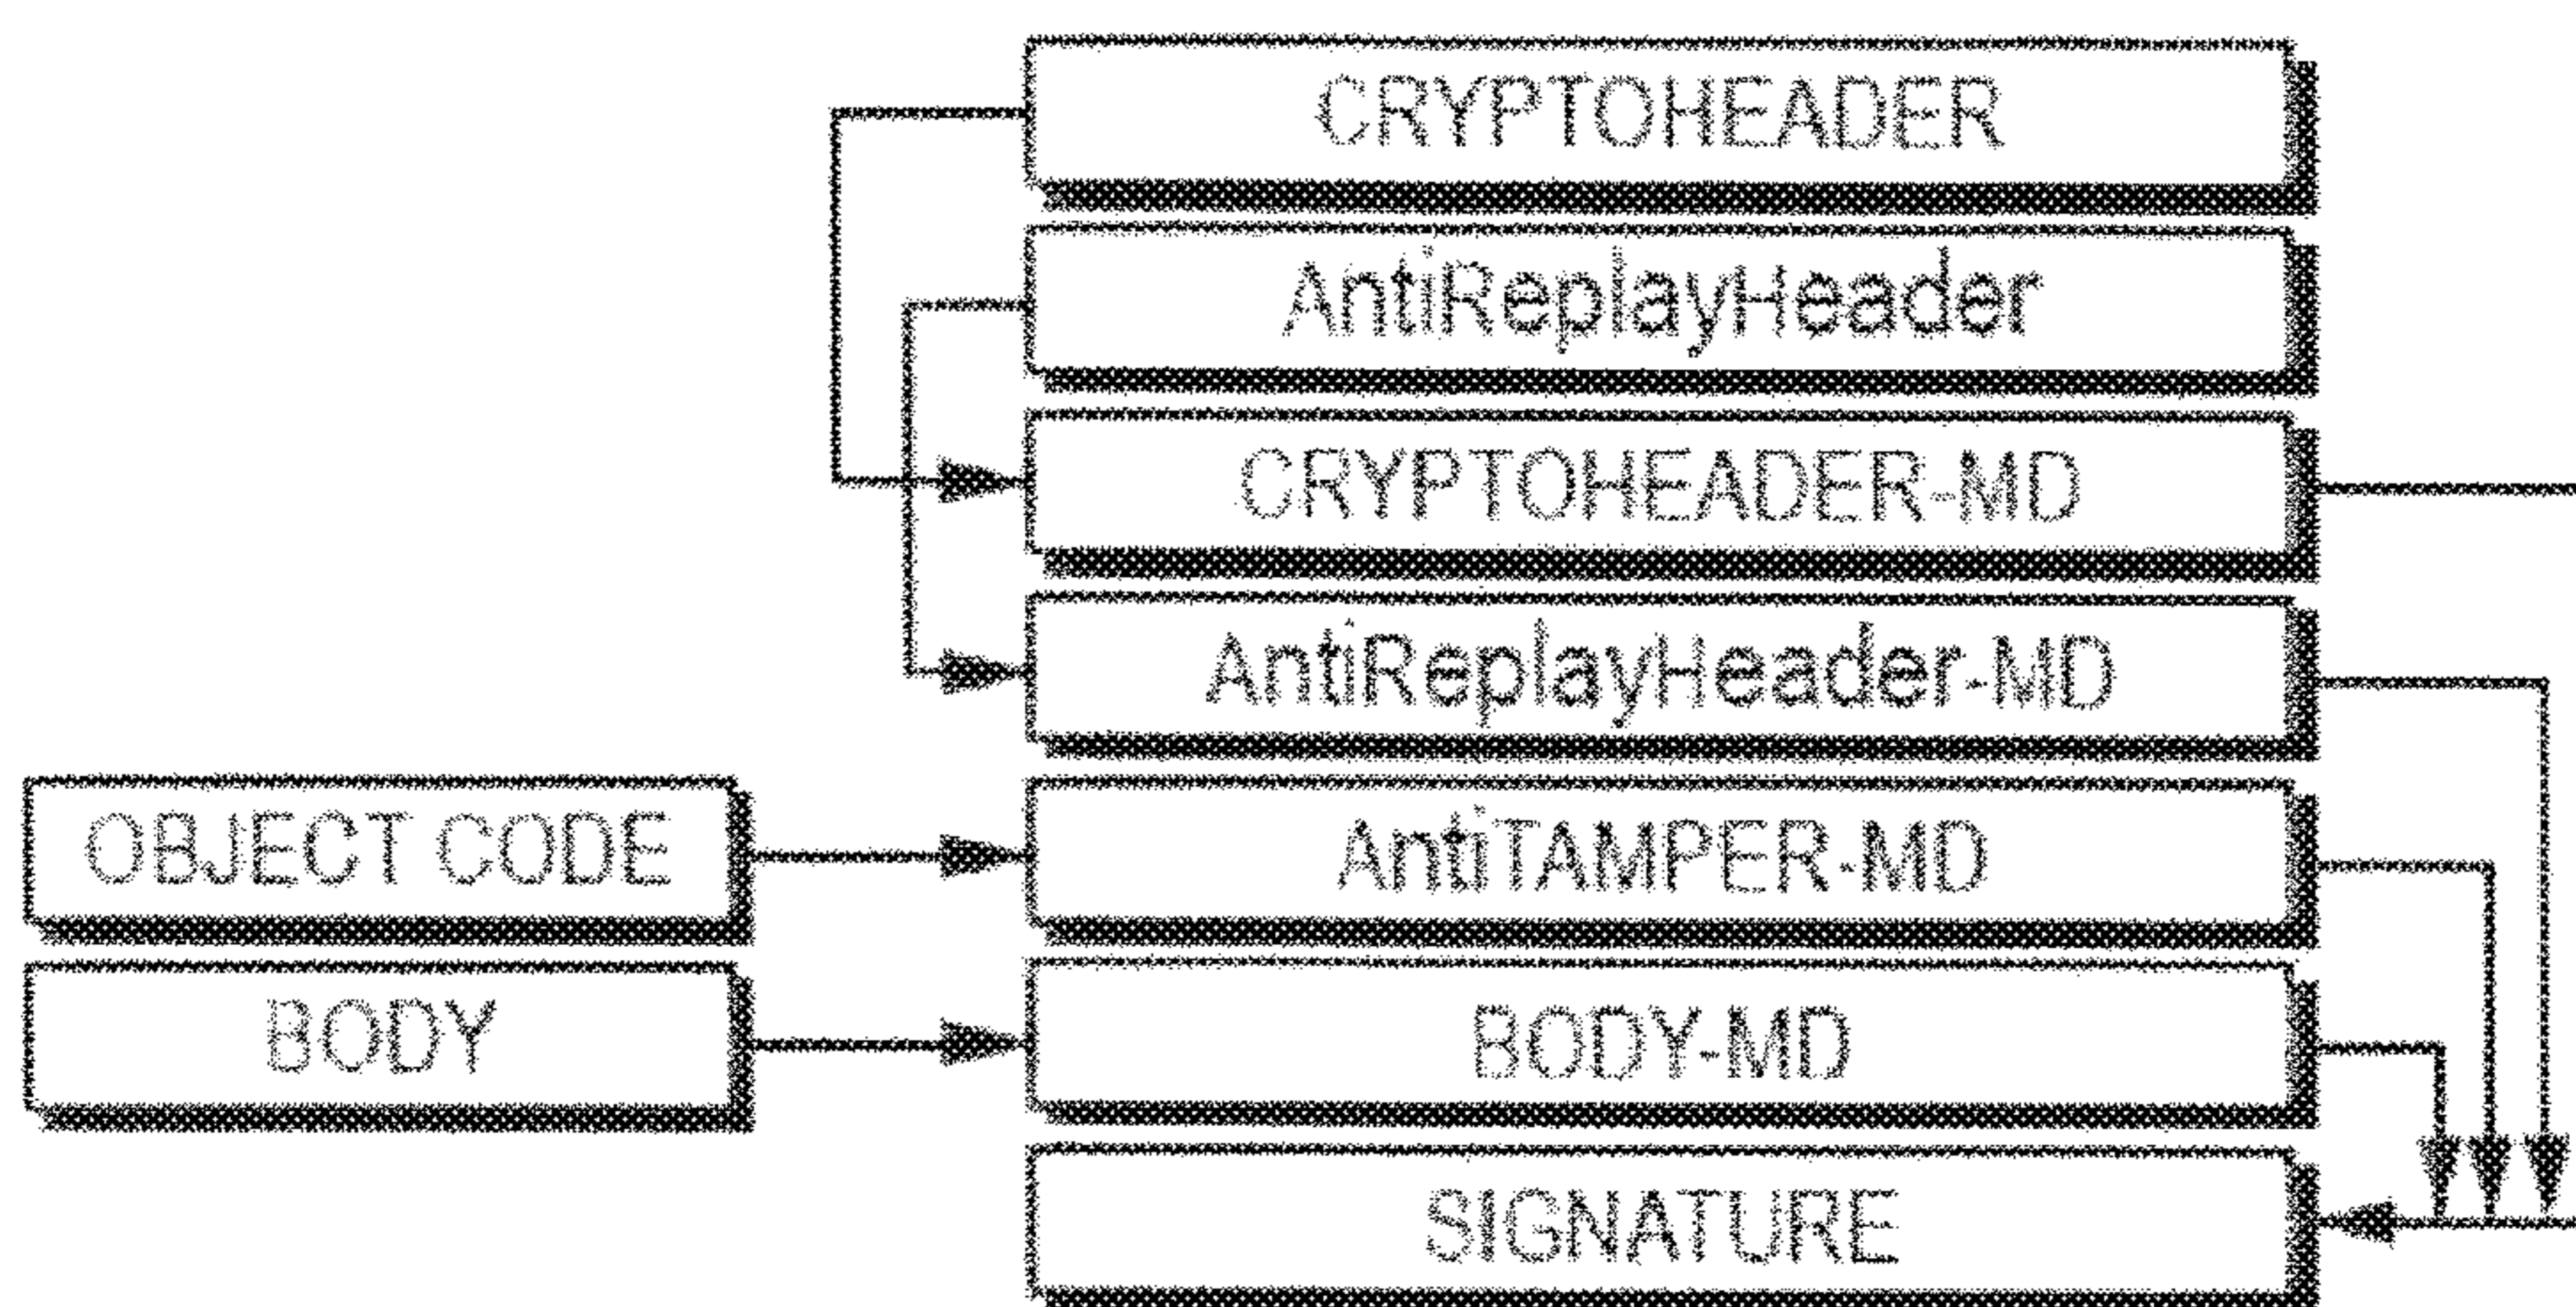 CRYPTOHEADER
AntiReplayHeader
CRYPTOHEADER-MD
AntiReplayHeader-MD
OBJECT CODE
AntiTAMPER-MD
BODY
BODY-MD
SIGNATURE